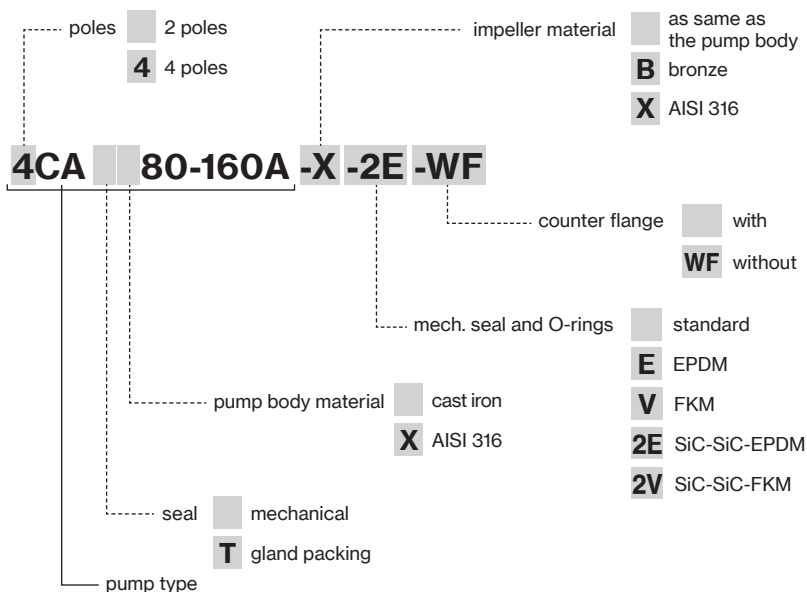 poles 2 poles
4 4 poles
impeller material as same as
the pump body
B bronze
X AISI 316
4CA 80-160A -X -2E -WF
counter flange with
WF without
mech. seal and O-rings standard
E EPDM
V FKM
2E SiC-SiC-EPDM
2V SiC-SiC-FKM
pump body material cast iron
X AISI 316
seal mechanical
T gland packing
pump type